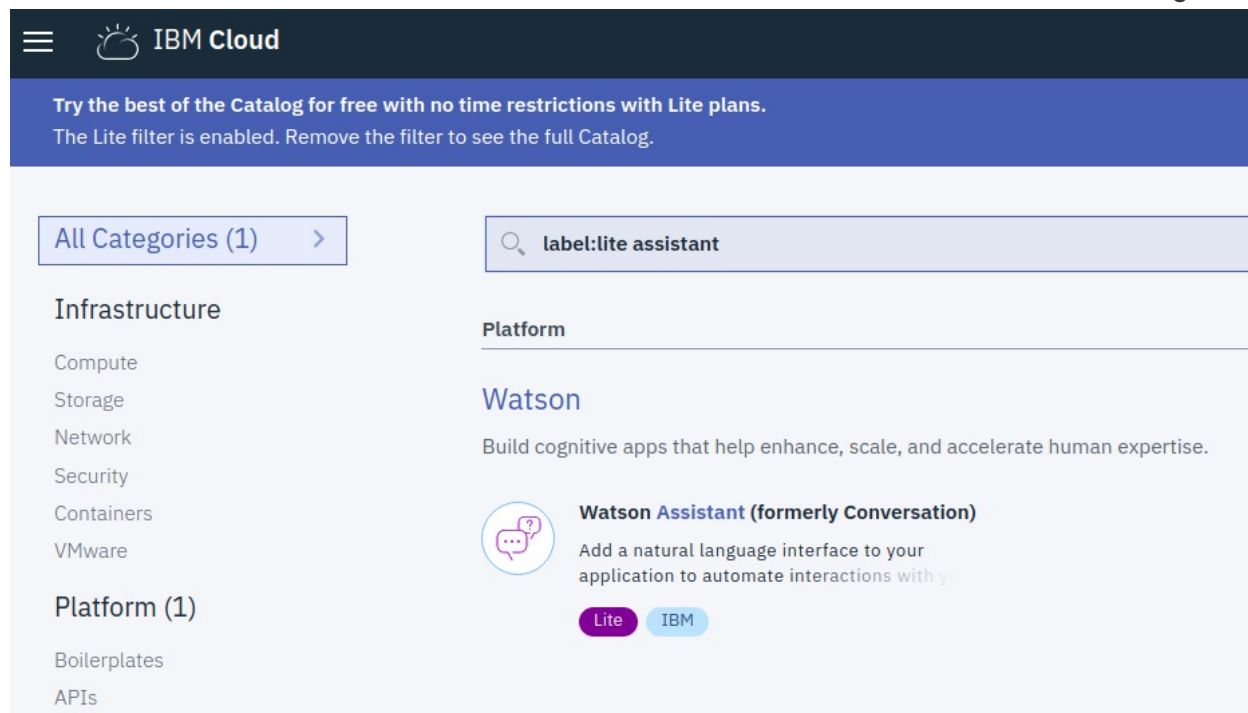 IBM Cloud
Try the best of the Catalog for free with no time restrictions with Lite plans.
The Lite filter is enabled. Remove the filter to see the full Catalog.
All Categories (1)
label:lite assistant
Infrastructure
Compute
Storage
Network
Security
Containers
VMware
Platform (1)
Boilerplates
APIs
Platform
Watson
Build cognitive apps that help enhance, scale, and accelerate human expertise.
Watson Assistant (formerly Conversation)
Add a natural language interface to your
application to automate interactions with
Lite
IBM